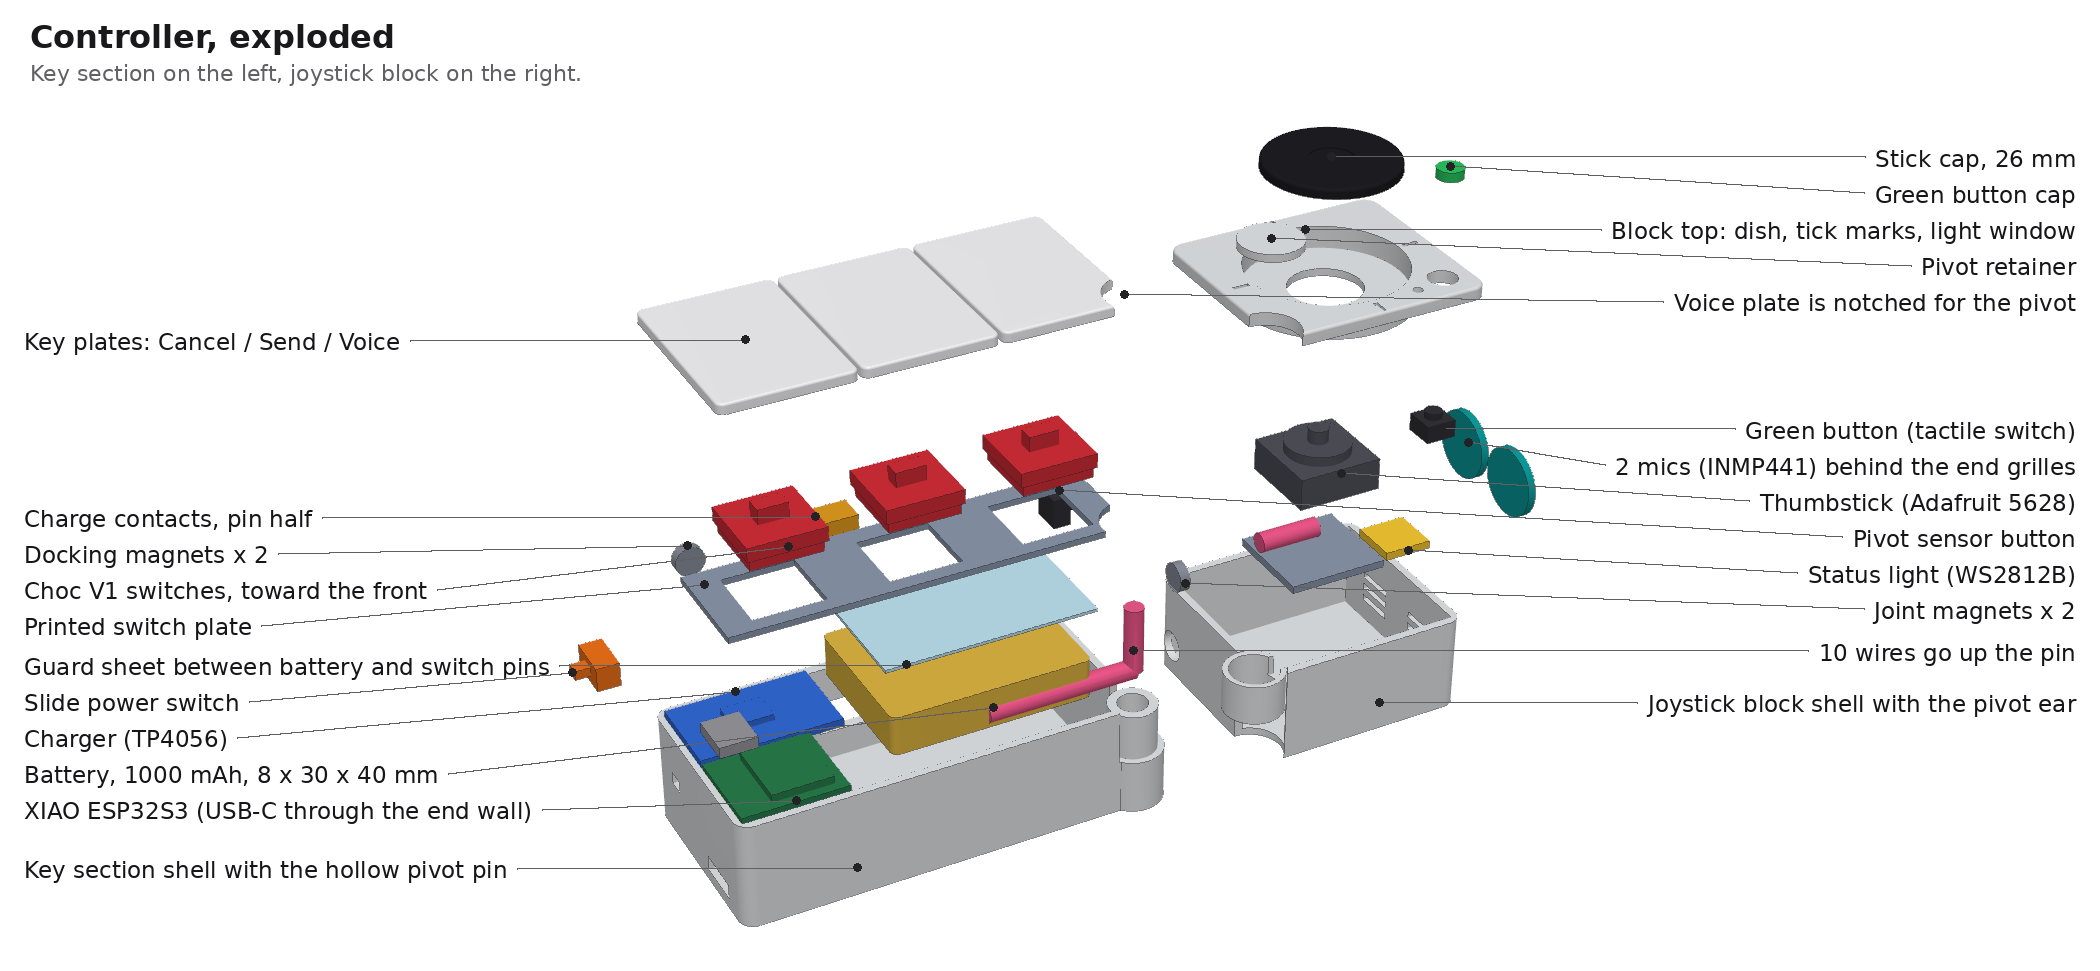 Controller, exploded
Key section on the left, joystick block on the right.
Stick cap, 26 mm
Green button cap
Block top: dish, tick marks, light window
Pivot retainer
Voice plate is notched for the pivot
Key plates: Cancel / Send / Voice
Green button (tactile switch)
2 mics (INMP441) behind the end grilles
Thumbstick (Adafruit 5628)
Pivot sensor button
Status light (WS2812B)
Joint magnets x 2
10 wires go up the pin
Joystick block shell with the pivot ear
Charge contacts, pin half
Docking magnets x 2
Choc V1 switches, toward the front
Printed switch plate
Guard sheet between battery and switch pins
Slide power switch
Charger (TP4056)
Battery, 1000 mAh, 8 x 30 x 40 mm
XIAO ESP32S3 (USB-C through the end wall)
Key section shell with the hollow pivot pin